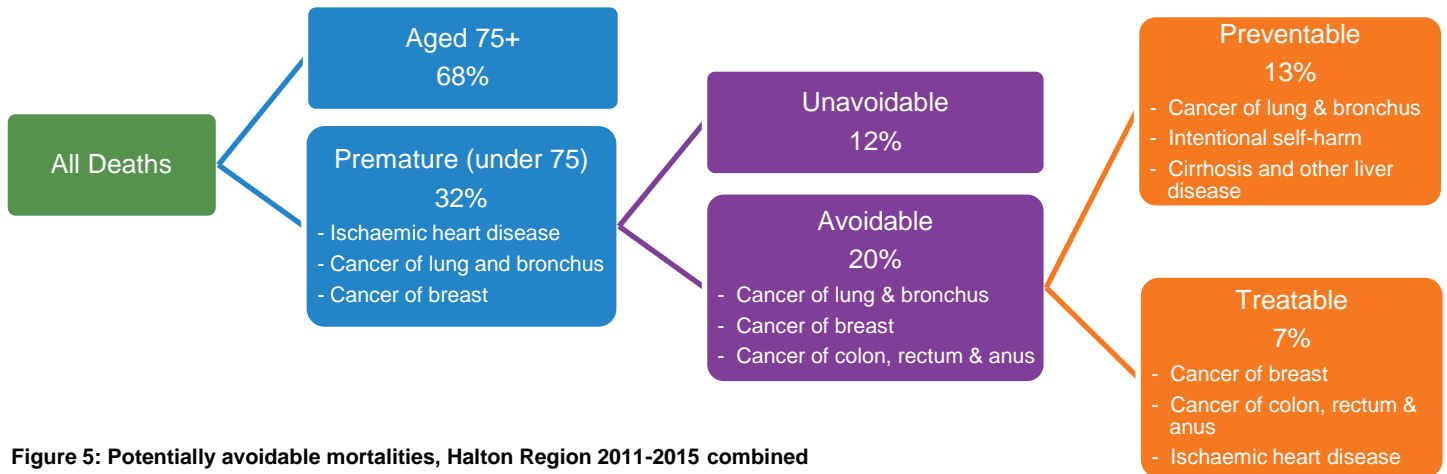 All Deaths
Aged 75+
68%
Premature (under 75)
32%
- Ischaemic heart disease
- Cancer of lung and bronchus
- Cancer of breast
Unavoidable
12%
Avoidable
20%
- Cancer of lung & bronchus
- Cancer of breast
- Cancer of colon, rectum & anus
Preventable
13%
- Cancer of lung & bronchus
- Intentional self-harm
- Cirrhosis and other liver
disease
Treatable
7%
- Cancer of breast
- Cancer of colon, rectum &
anus
- Ischaemic heart disease
Figure 5: Potentially avoidable mortalities, Halton Region 2011-2015 combined